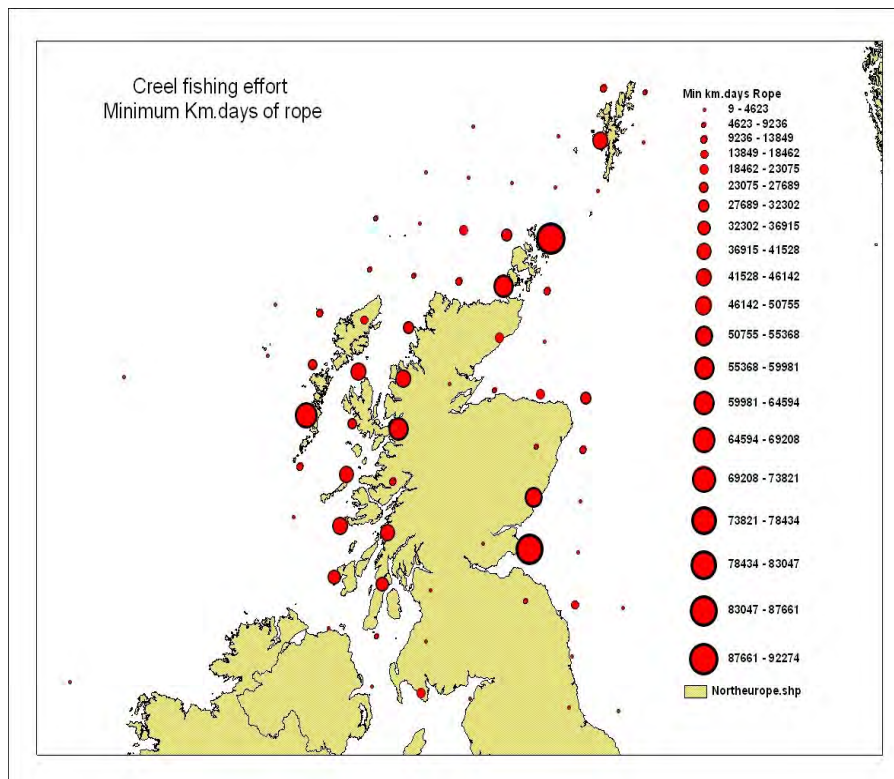 Creel fishing effort
Minimum Km.days of rope
Min km.days Rope
9 - 4623
4623 - 9236
9236 - 13849
13849 - 18462
18462 - 23075
23075 - 27689
27689 - 32302
32302 - 36915
36915 - 41528
41528 - 46142
46142 - 50755
50755 - 55368
55368 - 59981
59981 - 64594
64594 - 69208
69208 - 73821
73821 - 78434
78434 - 83047
83047 - 87661
87661 - 92274
Northeurope.shp